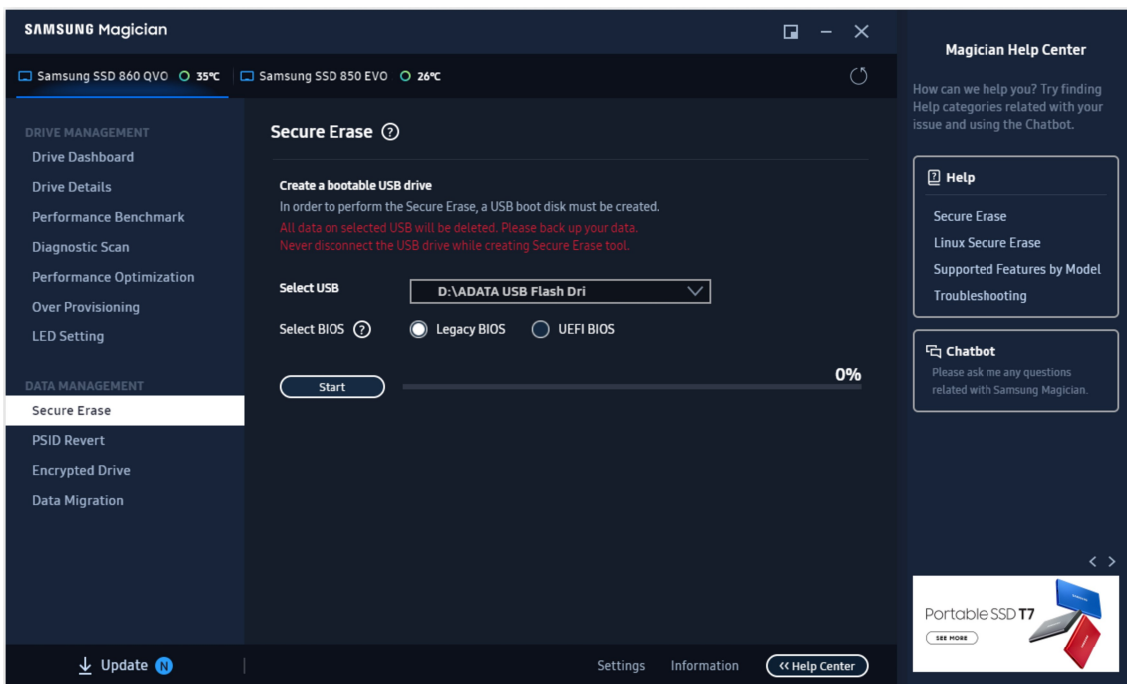 SAMSUNG Magician
Samsung SSD 860 QVO 35℃
Samsung SSD 850 EVO 26℃
DRIVE MANAGEMENT
Drive Dashboard
Drive Details
Performance Benchmark
Diagnostic Scan
Performance Optimization
Over Provisioning
LED Setting
DATA MANAGEMENT
Secure Erase
PSID Revert
Encrypted Drive
Data Migration
Update N
Secure Erase ?
Create a bootable USB drive
In order to perform the Secure Erase, a USB boot disk must be created.
All data on selected USB will be deleted. Please back up your data.
Never disconnect the USB drive while creating Secure Erase tool.
Select USB
D:\ADATA USB Flash Dri
Select BIOS ?
Legacy BIOS
UEFI BIOS
Start
0%
Settings
Information
<< Help Center
Magician Help Center
How can we help you? Try finding
Help categories related with your
issue and using the Chatbot.
? Help
Secure Erase
Linux Secure Erase
Supported Features by Model
Troubleshooting
Chatbot
Please ask me any questions
related with Samsung Magician.
< >
Portable SSD T7
SEE MORE